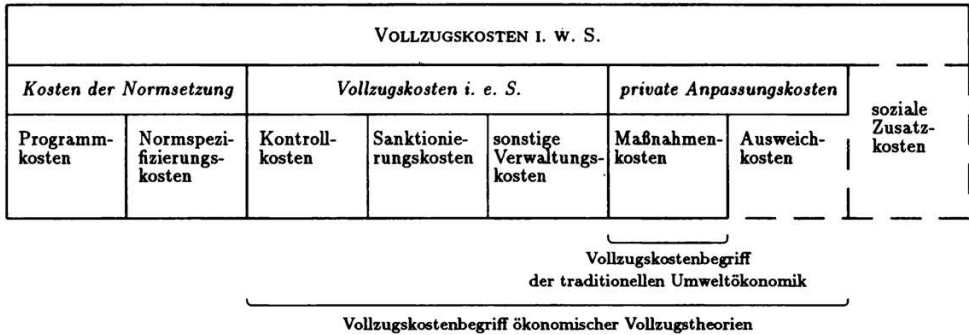 VOLLZUGSKOSTEN I. W. S.
Kosten der Normsetzung
Vollzugskosten i. e. S.
private Anpassungskosten
soziale
Zusatz-
kosten
Programm-
kosten
Normspezi-
fizierungs-
kosten
Kontroll-
kosten
Sanktionie-
rungskosten
sonstige
Verwaltungs-
kosten
Maßnahmen-
kosten
Ausweich-
kosten
Vollzugskostenbegriff
der traditionellen Umweltökonomik
Vollzugskostenbegriff ökonomischer Vollzugstheorien